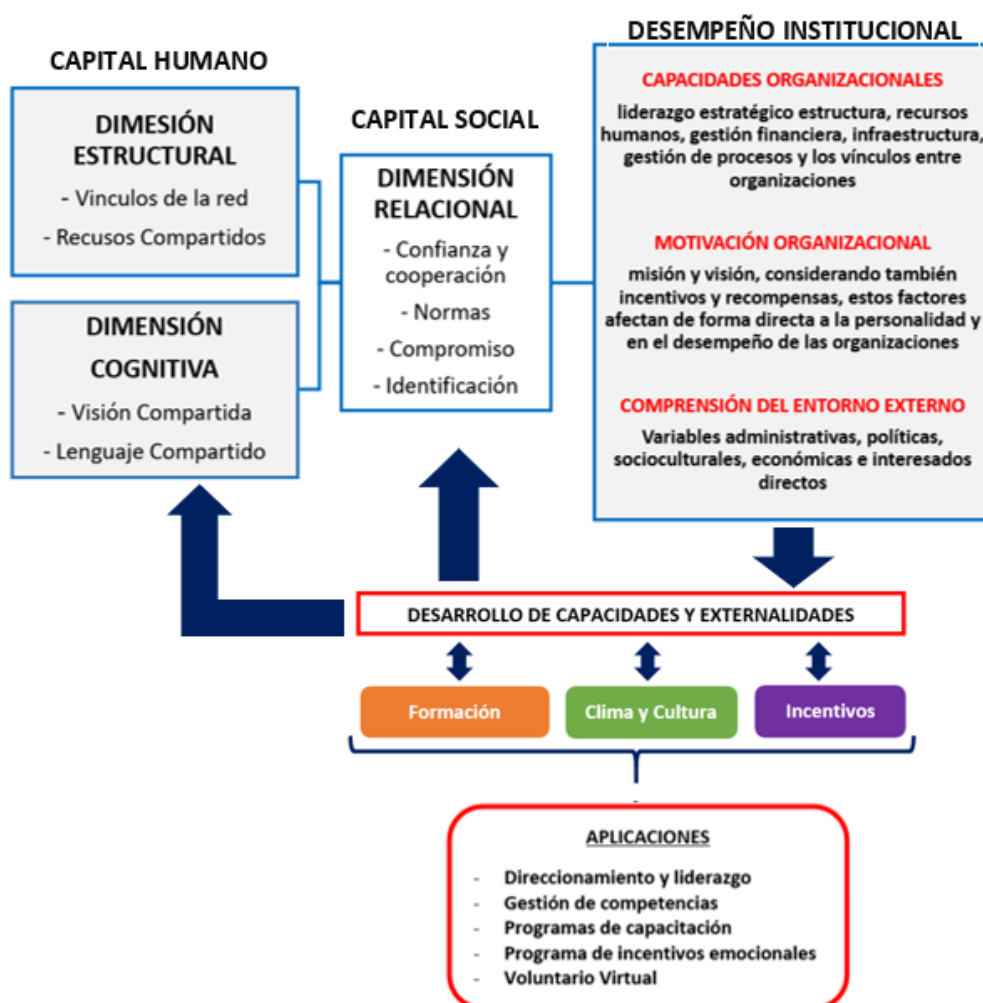 CAPITAL HUMANO
DIMESIÓN
ESTRUCTURAL
- Vinculos de la red
- Recusos Compartidos
DIMENSIÓN
COGNITIVA
- Visión Compartida
- Lenguaje Compartido
CAPITAL SOCIAL
DIMENSIÓN
RELACIONAL
- Confianza y
cooperación
- Normas
- Compromiso
- Identificación
DESEMPEÑO INSTITUCIONAL
CAPACIDADES ORGANIZACIONALES
liderazgo estratégico estructura, recursos
humanos, gestión financiera, infraestructura,
gestión de procesos y los vínculos entre
organizaciones
MOTIVACIÓN ORGANIZACIONAL
misión y visión, considerando también
incentivos y recompensas, estos factores
afectan de forma directa a la personalidad y
en el desempeño de las organizaciones
COMPRENSIÓN DEL ENTORNO EXTERNO
Variables administrativas, políticas,
socioculturales, económicas e interesados
directos
DESARROLLO DE CAPACIDADES Y EXTERNALIDADES
Formación
Clima y Cultura
Incentivos
APLICACIONES
- Direccionamiento y liderazgo
- Gestión de competencias
- Programas de capacitación
- Programa de incentivos emocionales
- Voluntario Virtual